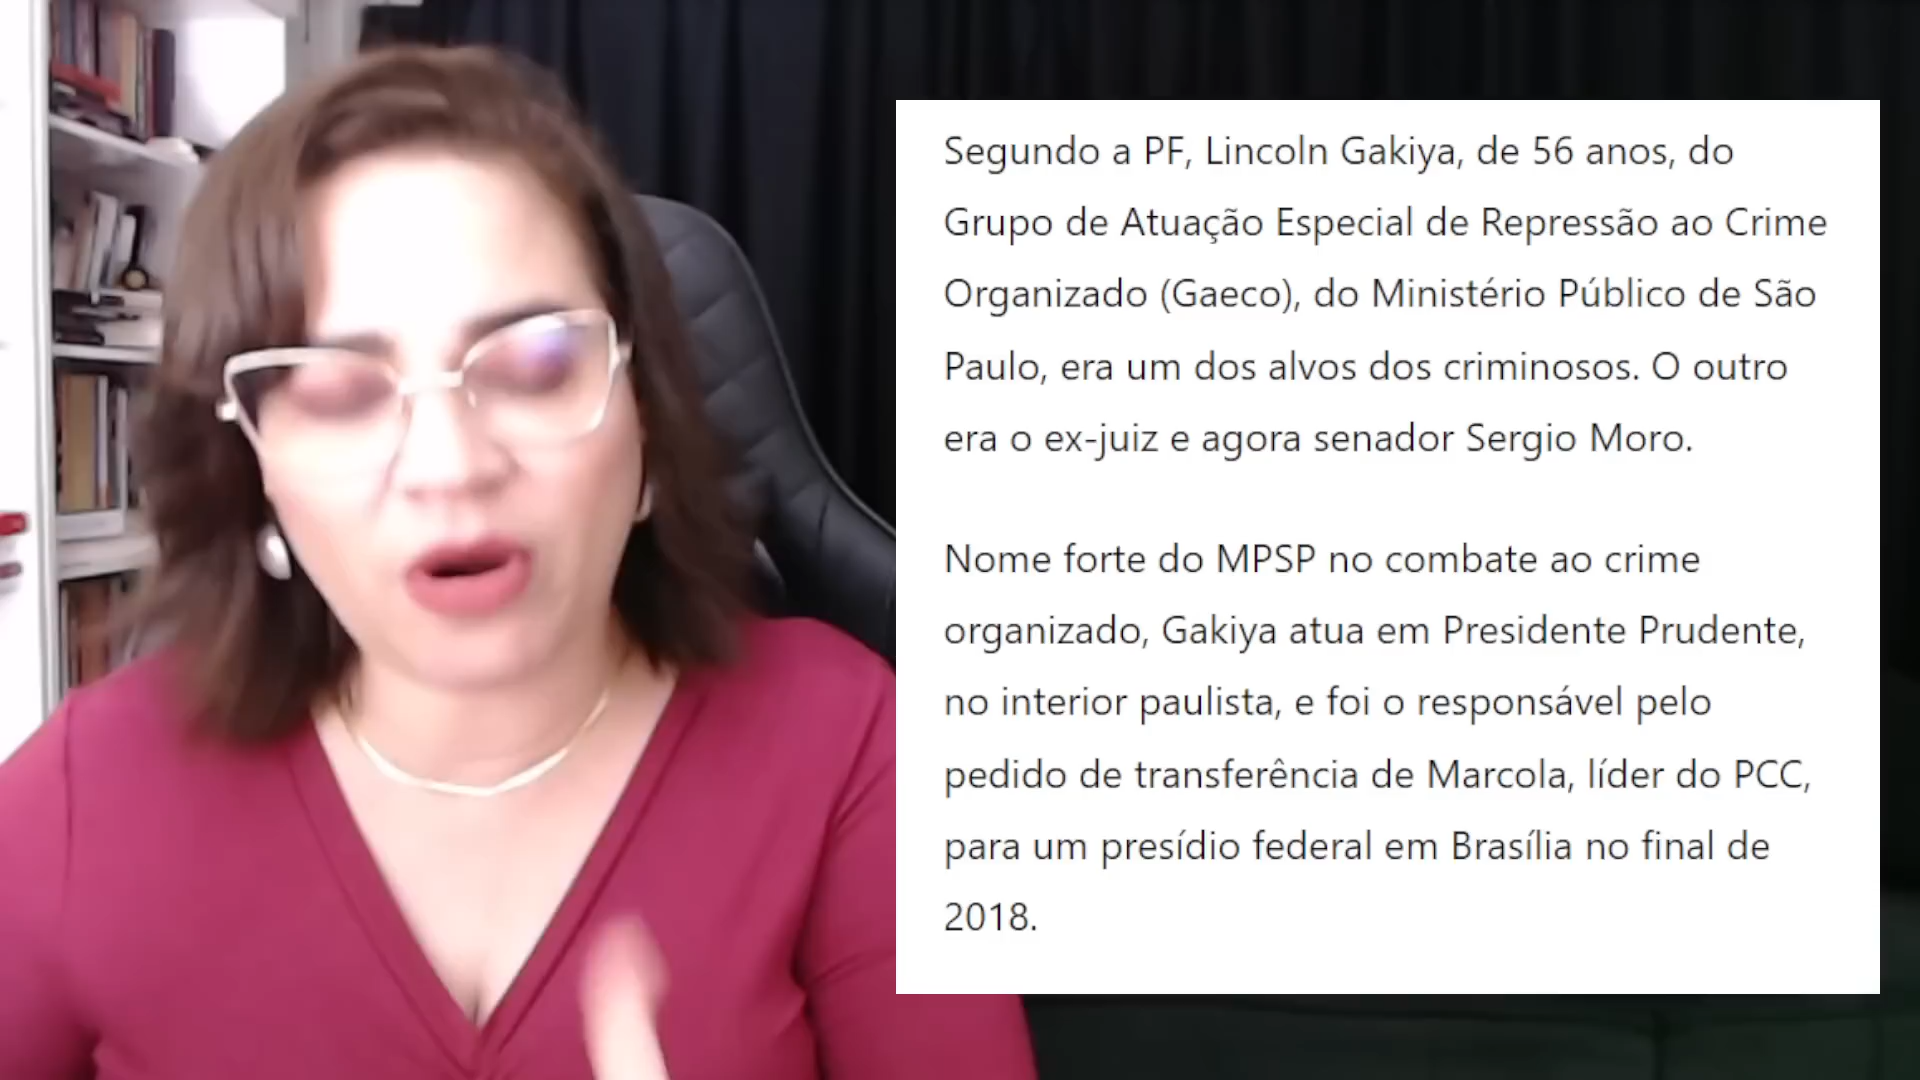 Segundo a PF, Lincoln Gakiya, de 56 anos, do
Grupo de Atuação Especial de Repressão ao Crime
Organizado (Gaeco), do Ministério Público de São
Paulo, era um dos alvos dos criminosos. O outro
era o ex-juiz e agora senador Sergio Moro.
Nome forte do MPSP no combate ao crime
organizado, Gakiya atua em Presidente Prudente,
no interior paulista, e foi o responsável pelo
pedido de transferência de Marcola, líder do PCC,
para um presídio federal em Brasília no final de
2018.